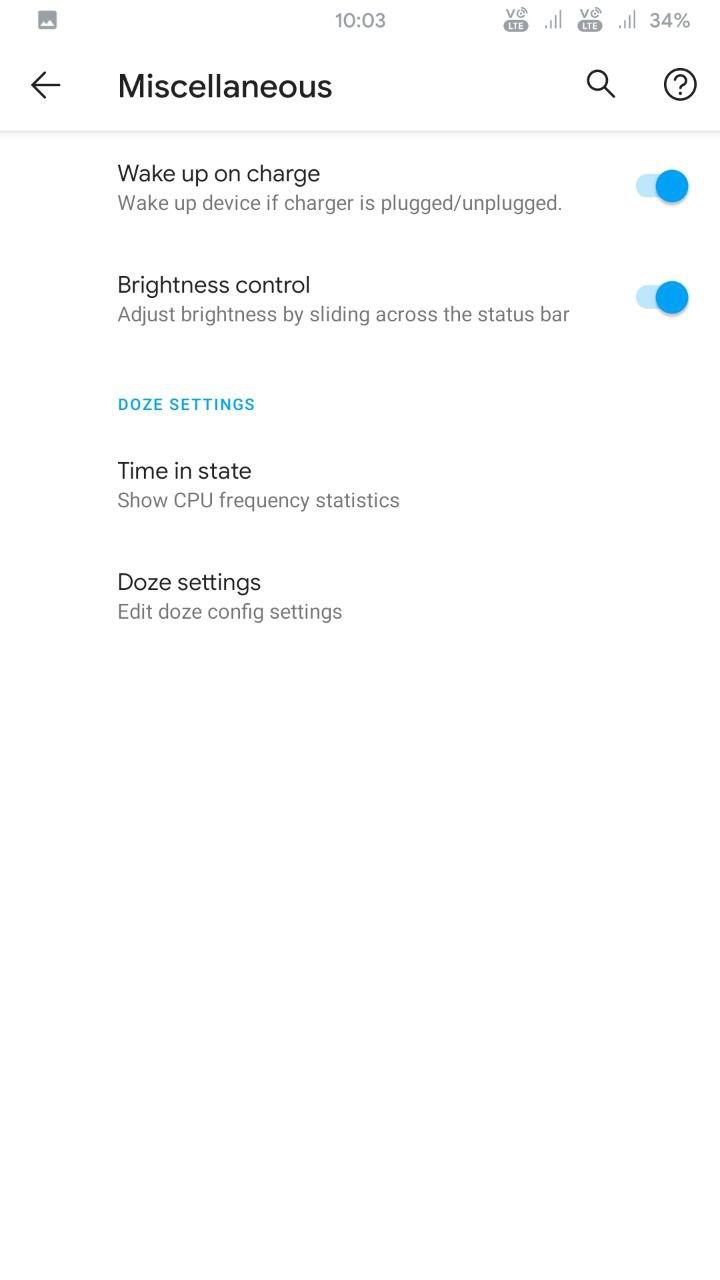 10:03 Vo LTE Vo LTE 34%
Miscellaneous
Wake up on charge
Wake up device if charger is plugged/unplugged.
Brightness control
Adjust brightness by sliding across the status bar
DOZE SETTINGS
Time in state
Show CPU frequency statistics
Doze settings
Edit doze config settings